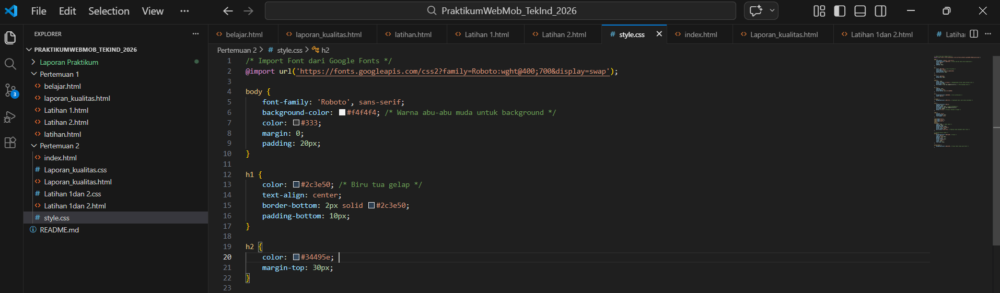 File Edit Selection View ··· PraktikumWebMob_TekInd_2026
EXPLORER ···
PRAKTIKUMWEBMOB_TEKIND_2026
Laporan Praktikum
Pertemuan 1
belajar.html
laporan_kualitas.html
Latihan 1.html
Latihan 2.html
latihan.html
Pertemuan 2
index.html
Laporan_kualitas.css
Laporan_kualitas.html
Latihan 1dan 2.css
Latihan 1dan 2.html
style.css
README.md
3
belajar.html laporan_kualitas.html latihan.html Latihan 1.html Latihan 2.html # style.css index.html Laporan_kualitas.html Latihan 1dan 2.html # Latihan ···
Pertemuan 2 > # style.css > h2
1 /* Import Font dari Google Fonts */
2 @import url('https://fonts.googleapis.com/css2?family=Roboto:wght@400;700&display=swap');
3
4 body {
5 font-family: 'Roboto', sans-serif;
6 background-color: #f4f4f4; /* Warna abu-abu muda untuk background */
7 color: #333;
8 margin: 0;
9 padding: 20px;
10 }
11
12 h1 {
13 color: #2c3e50; /* Biru tua gelap */
14 text-align: center;
15 border-bottom: 2px solid #2c3e50;
16 padding-bottom: 10px;
17 }
18
19 h2 {
20 color: #34495e;
21 margin-top: 30px;
22 }
23